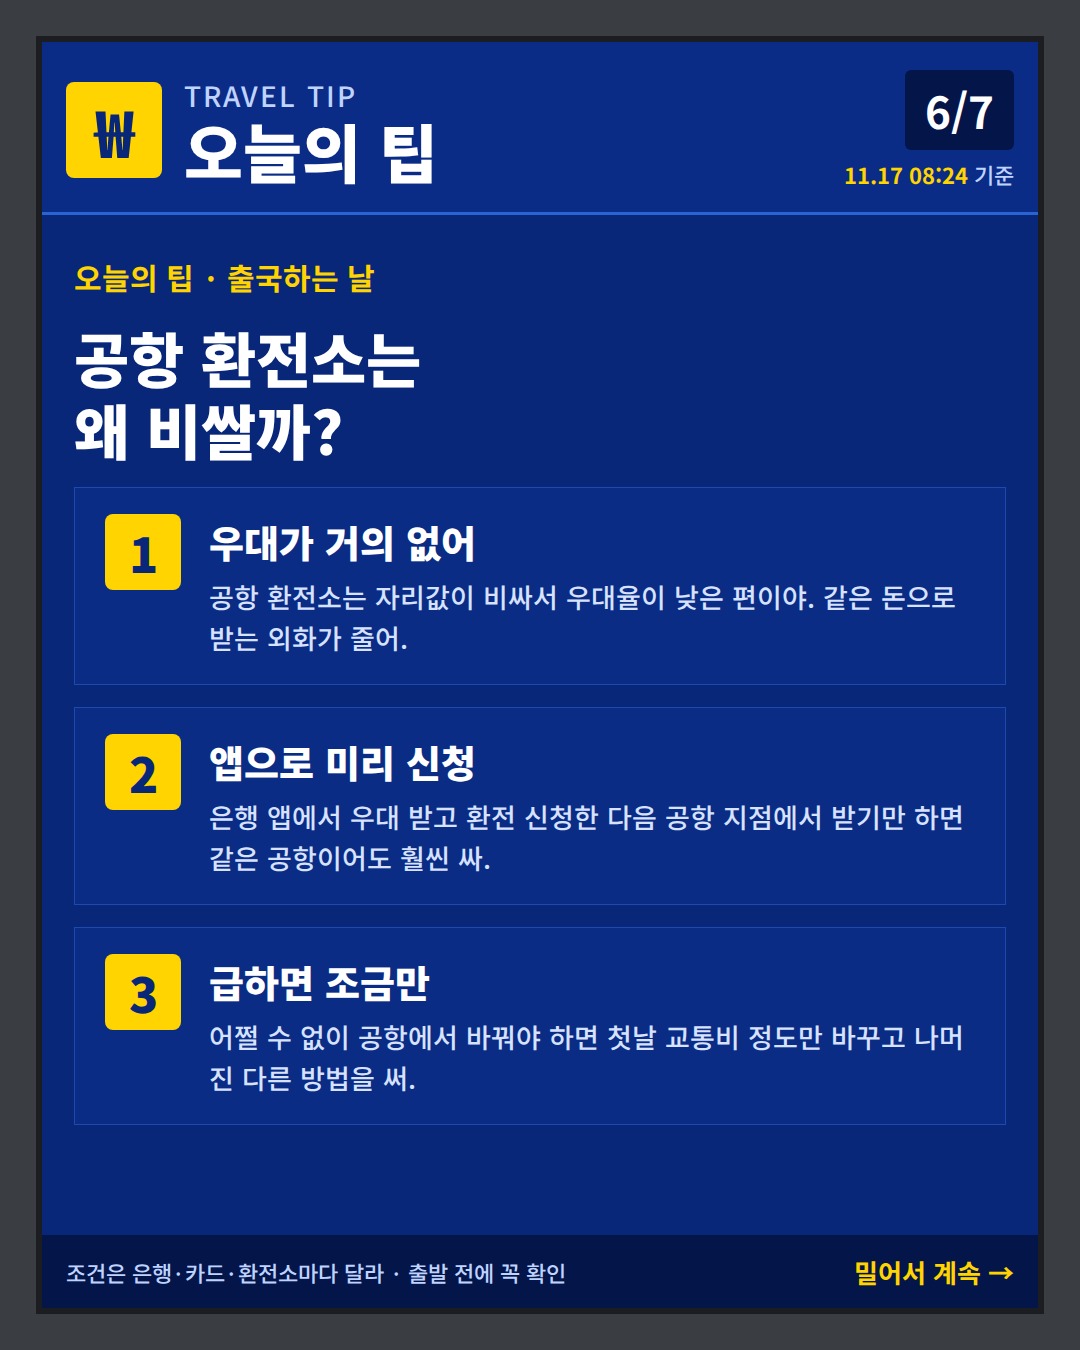 ₩
TRAVEL TIP
오늘의 팁
6/7
11.17 08:24 기준
오늘의 팁 · 출국하는 날
공항 환전소는
왜 비쌀까?
1
우대가 거의 없어
공항 환전소는 자리값이 비싸서 우대율이 낮은 편이야. 같은 돈으로
받는 외화가 줄어.
2
앱으로 미리 신청
은행 앱에서 우대 받고 환전 신청한 다음 공항 지점에서 받기만 하면
같은 공항이어도 훨씬 싸.
3
급하면 조금만
어쩔 수 없이 공항에서 바꿔야 하면 첫날 교통비 정도만 바꾸고 나머
진 다른 방법을 써.
조건은 은행·카드·환전소마다 달라 · 출발 전에 꼭 확인
밀어서 계속 →